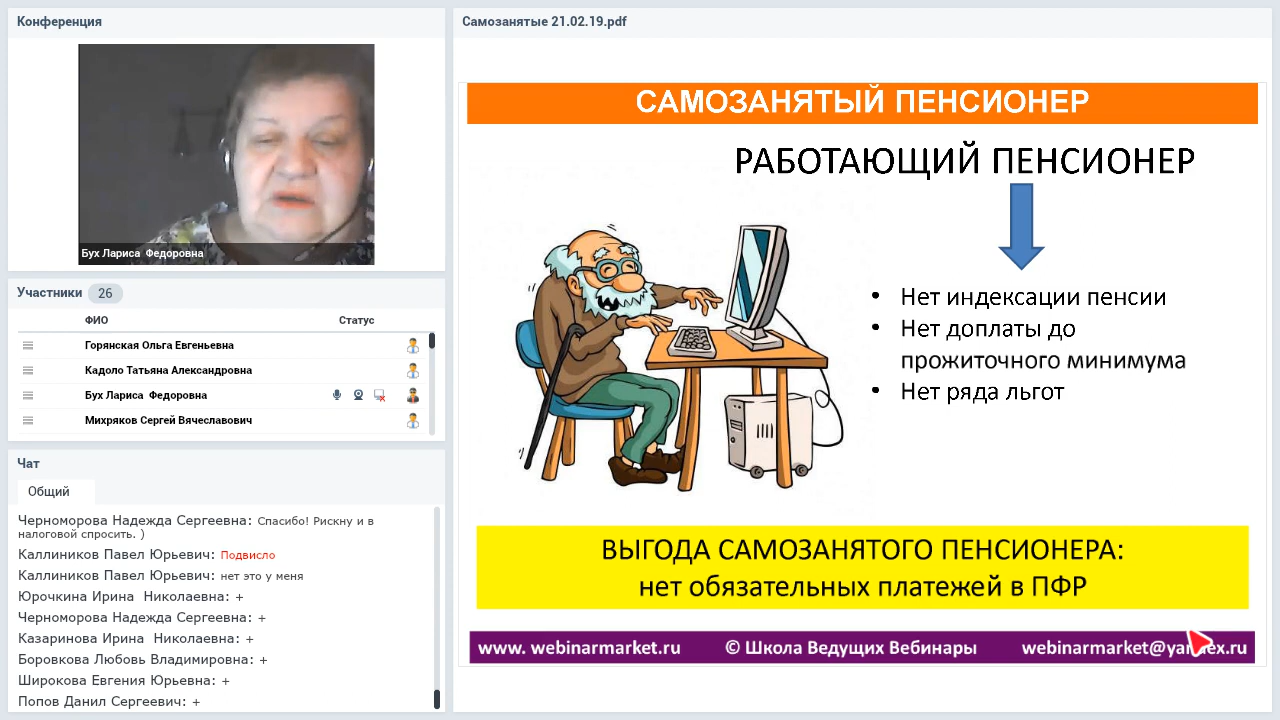 Конференция
Бух Лариса  Федоровна
Участники 26
ФИО Статус
Горянская Ольга Евгеньевна
Кадоло Татьяна Александровна
Бух Лариса  Федоровна
Михряков Сергей Вячеславович
Чат
Общий
Черноморова Надежда Сергеевна: Спасибо! Рискну и в
налоговой спросить. )
Каллиников Павел Юрьевич: Подвисло
Каллиников Павел Юрьевич: нет это у меня
Юрочкина Ирина  Николаевна: +
Черноморова Надежда Сергеевна: +
Казаринова Ирина  Николаевна: +
Боровкова Любовь Владимировна: +
Широкова Евгения Юрьевна: +
Попов Данил Сергеевич: +
Самозанятые 21.02.19.pdf
САМОЗАНЯТЫЙ ПЕНСИОНЕР
РАБОТАЮЩИЙ ПЕНСИОНЕР
• Нет индексации пенсии
• Нет доплаты до
прожиточного минимума
• Нет ряда льгот
ВЫГОДА САМОЗАНЯТОГО ПЕНСИОНЕРА:
нет обязательных платежей в ПФР
www. webinarmarket.ru © Школа Ведущих Вебинары webinarmarket@yandex.ru